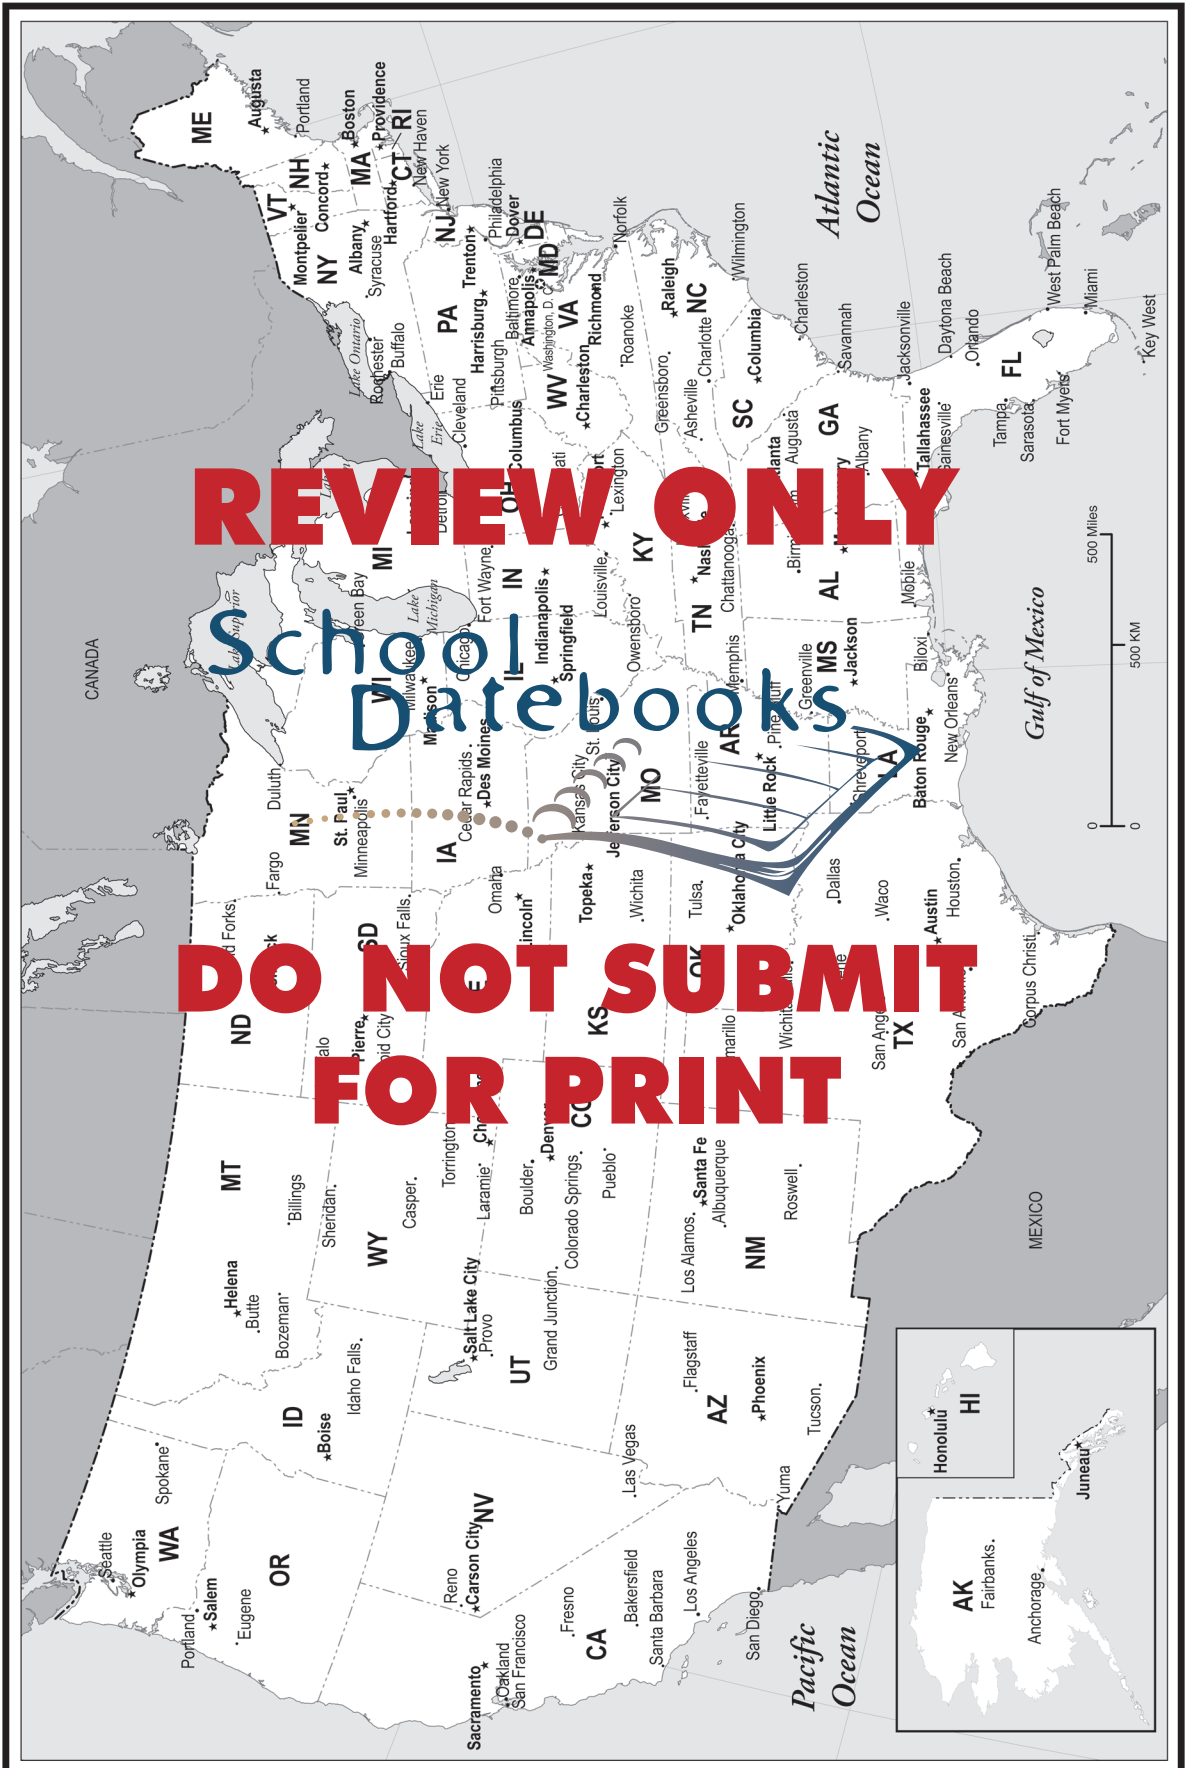 REVIEW ONLY
School
Datebooks
DO NOT SUBMIT
FOR PRINT
CANADA
MEXICO
Atlantic
Ocean
Pacific
Ocean
Gulf of Mexico
500 Miles
500 KM
0
0
Lake Superior
Lake
Michigan
Lake
Erie
Lake Ontario
WA
Seattle
Olympia
Spokane
OR
Portland
Salem
Eugene
CA
Sacramento
Oakland
San Francisco
Fresno
Bakersfield
Santa Barbara
Los Angeles
San Diego
NV
Reno
Carson City
Las Vegas
ID
Boise
Idaho Falls
MT
Helena
Butte
Bozeman
Billings
WY
Sheridan
Casper
Torrington
Laramie
UT
Salt Lake City
Provo
AZ
Flagstaff
Phoenix
Tucson
Yuma
Boulder
Colorado Springs
Pueblo
Grand Junction
NM
Santa Fe
Albuquerque
Los Alamos
Roswell
ND
Fargo
SD
Pierre
Sioux Falls
Omaha
KS
Topeka
Wichita
OK
Tulsa
Oklahoma City
TX
Dallas
Waco
Austin
Houston
Corpus Christi
MN
Duluth
St. Paul
Minneapolis
IA
Cedar Rapids
Des Moines
MO
Kansas City
Jefferson City
St. Louis
AR
Fayetteville
Little Rock
LA
Shreveport
Baton Rouge
New Orleans
WI
Milwaukee
Madison
IL
Chicago
Springfield
MI
Detroit
IN
Fort Wayne
Indianapolis
OH
Cleveland
Columbus
KY
Louisville
Owensboro
Lexington
TN
Memphis
Chattanooga
MS
Greenville
Jackson
Biloxi
AL
Mobile
GA
Augusta
Albany
Savannah
FL
Tallahassee
Gainesville
Jacksonville
Daytona Beach
Orlando
Tampa
Sarasota
Fort Myers
West Palm Beach
Miami
Key West
SC
Columbia
Charleston
NC
Raleigh
Greensboro
Asheville
Charlotte
Wilmington
VA
Richmond
Roanoke
Norfolk
WV
Charleston
Washington, D.C.
MD
Baltimore
Annapolis
DE
Dover
PA
Erie
Harrisburg
Pittsburgh
Philadelphia
NJ
Trenton
NY
Albany
Syracuse
Rochester
Buffalo
New York
CT
Hartford
New Haven
RI
Providence
MA
Boston
VT
Montpelier
NH
Concord
ME
Augusta
Portland
AK
Fairbanks
Anchorage
Juneau
HI
Honolulu